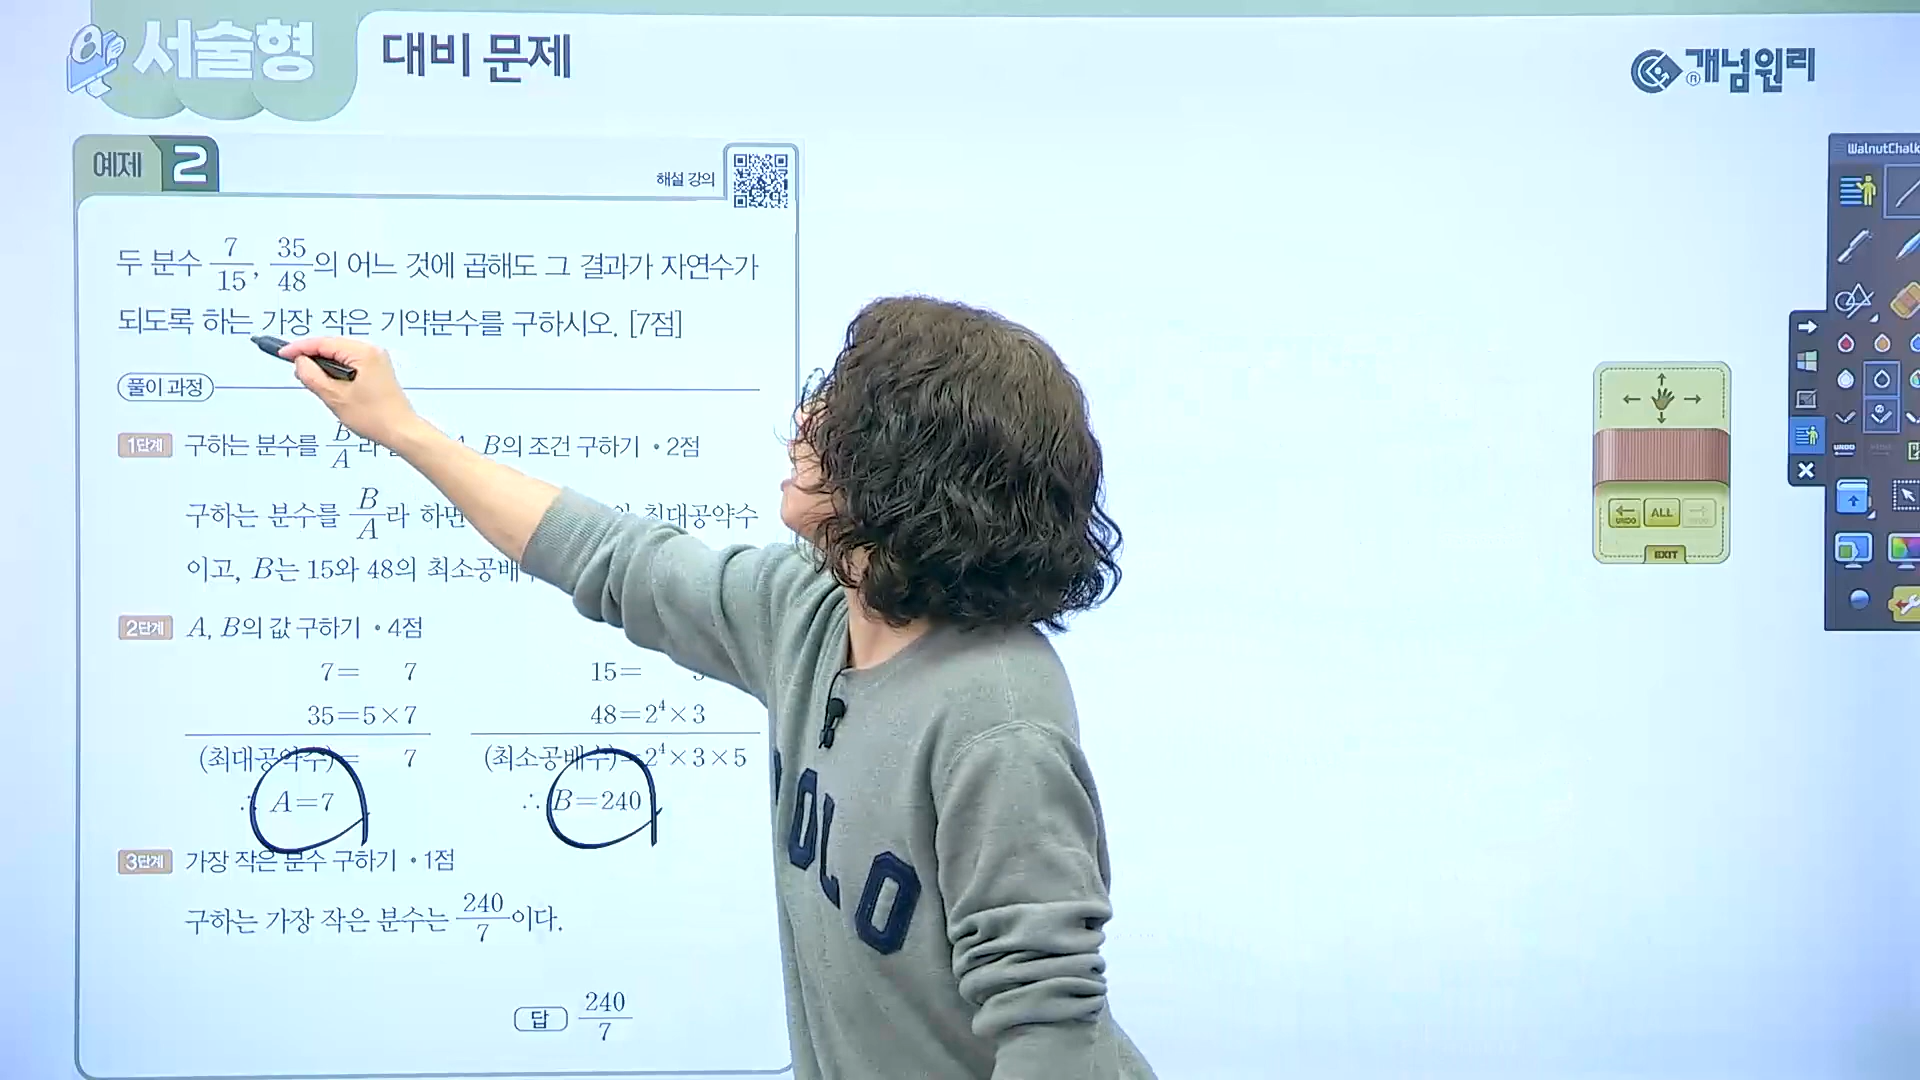 서술형 대비 문제
개념원리
예제 2
해설 강의
두 분수 7/15, 35/48의 어느 것에 곱해도 그 결과가 자연수가
되도록 하는 가장 작은 기약분수를 구하시오. [7점]
풀이 과정
1단계 구하는 분수를 B/A라 B의 조건 구하기 • 2점
구하는 분수를 B/A라 하면 최대공약수
이고, B는 15와 48의 최소공배
2단계 A, B의 값 구하기 • 4점
7= 7 15=
35=5×7 48=2⁴×3
(최대공약수)= 7 (최소공배수)=2⁴×3×5
∴ A=7 ∴ B=240
3단계 가장 작은 분수 구하기 • 1점
구하는 가장 작은 분수는 240/7이다.
답 240/7
WalnutChalk
UNDO
UNDO ALL
EXIT
OLO